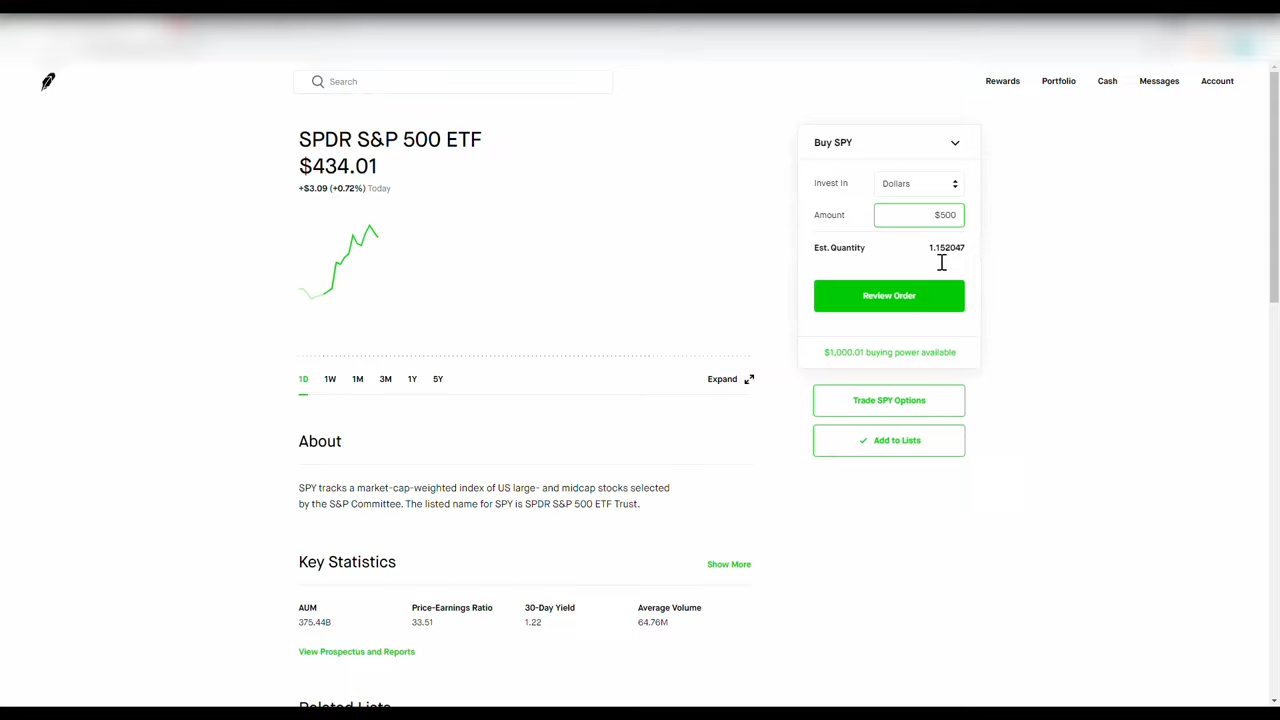 Search
Rewards
Portfolio
Cash
Messages
Account
SPDR S&P 500 ETF
$434.01
+$3.09 (+0.72%) Today
1D
1W
1M
3M
1Y
5Y
Expand
Buy SPY
Invest In
Dollars
Amount
$500
Est. Quantity
1.152047
Review Order
$1,000.01 buying power available
Trade SPY Options
Add to Lists
About
SPY tracks a market-cap-weighted index of US large- and midcap stocks selected
by the S&P Committee. The listed name for SPY is SPDR S&P 500 ETF Trust.
Key Statistics
Show More
AUM
375.44B
Price-Earnings Ratio
33.51
30-Day Yield
1.22
Average Volume
64.76M
View Prospectus and Reports
Related Lists